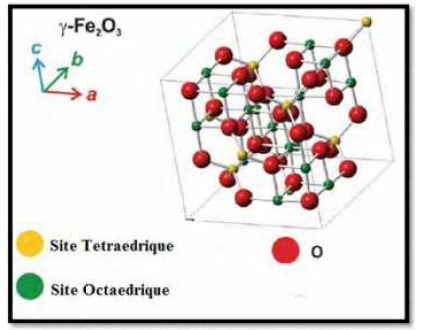 γ-Fe₂O₃
c
b
a
Site Tetraedrique
O
Site Octaedrique